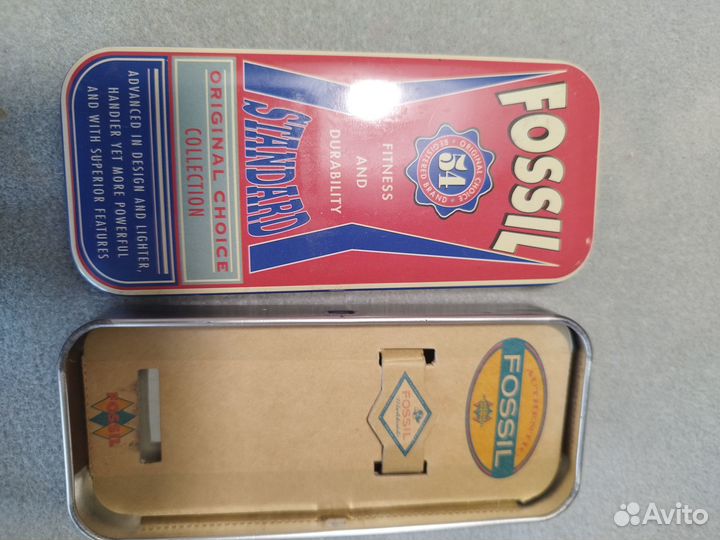 FOSSIL
ORIGINAL CHOICE
54
REGISTERED BRAND
FITNESS
AND
DURABILITY
STANDARD
ORIGINAL CHOICE
COLLECTION
ADVANCED IN DESIGN AND LIGHTER,
HANDIER YET MORE POWERFUL
AND WITH SUPERIOR FEATURES
FOSSIL
FOSSIL
FOSSIL
Avito